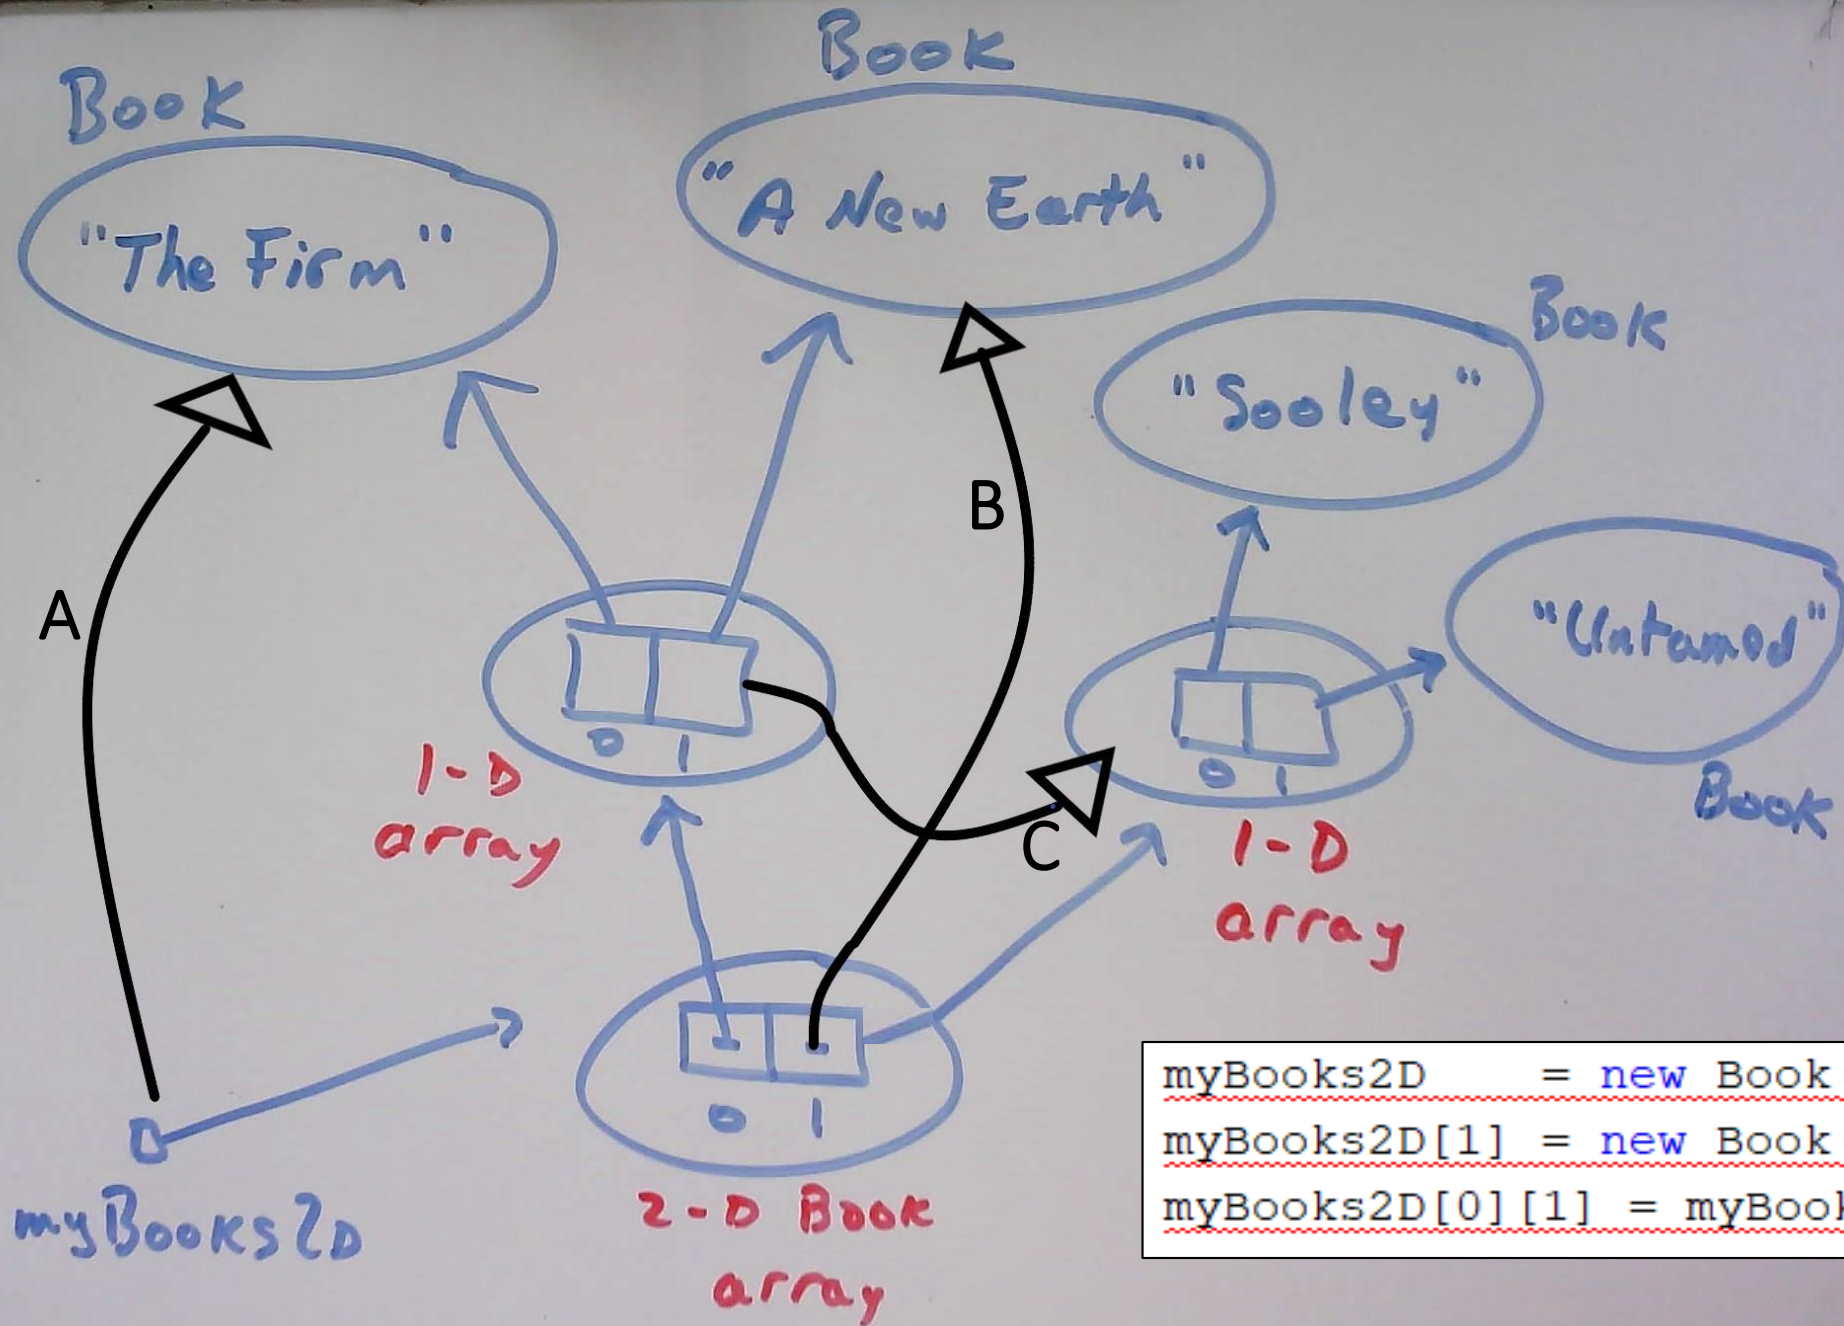 Book
Book
"The Firm"
"A New Earth"
Book
"Sooley"
A
B
"Untamed"
0 1
0 1
Book
1-D
array
C
1-D
array
0 1
myBooks2D
2-D Book
array
myBooks2D = new Book
myBooks2D[1] = new Book
myBooks2D[0][1] = myBook